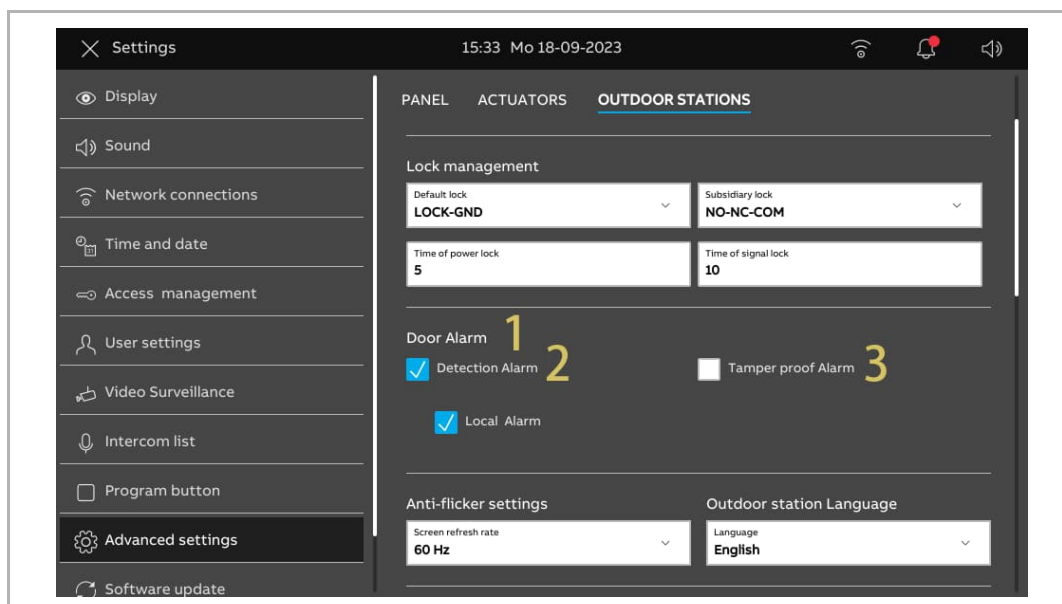 Settings
15:33 Mo 18-09-2023
Display
Sound
Network connections
Time and date
Access management
User settings
Video Surveillance
Intercom list
Program button
Advanced settings
Software update
PANEL ACTUATORS OUTDOOR STATIONS
Lock management
Default lock
LOCK-GND
Subsidiary lock
NO-NC-COM
Time of power lock
5
Time of signal lock
10
Door Alarm 1
Detection Alarm 2
Tamper proof Alarm 3
Local Alarm
Anti-flicker settings
Screen refresh rate
60 Hz
Outdoor station Language
Language
English